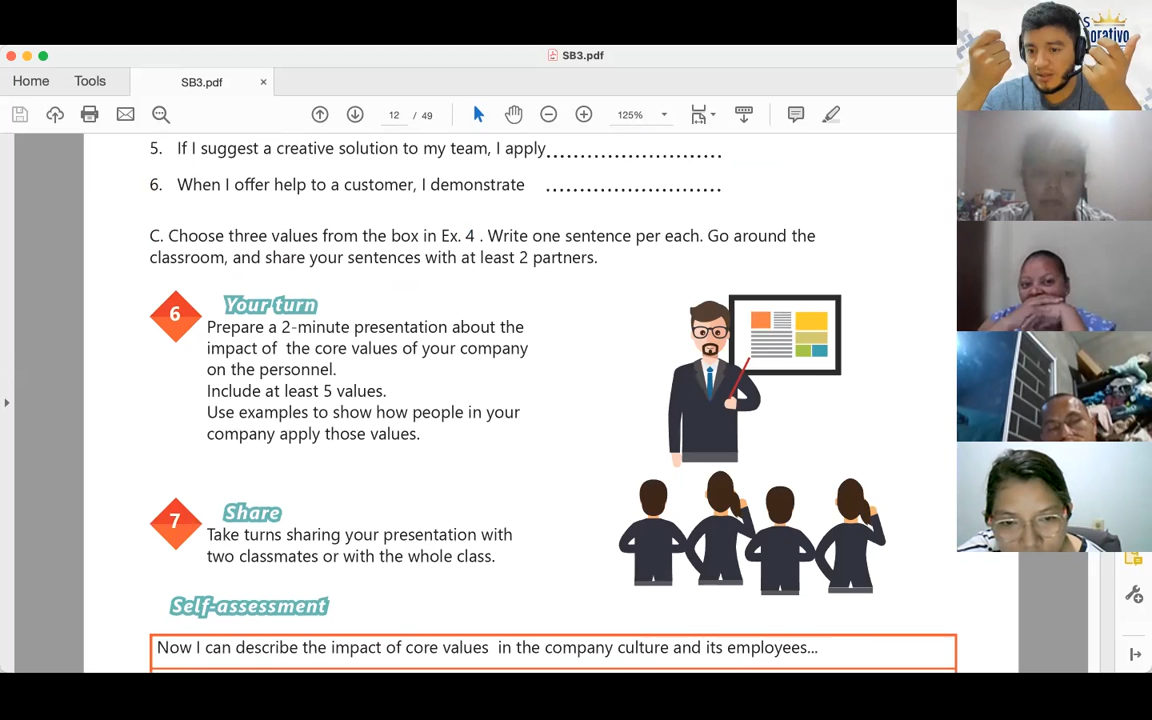 SB3.pdf
Home Tools SB3.pdf ×
12 / 49 125%
5. If I suggest a creative solution to my team, I apply..........................
6. When I offer help to a customer, I demonstrate ..........................
C. Choose three values from the box in Ex. 4 . Write one sentence per each. Go around the
classroom, and share your sentences with at least 2 partners.
6 Your turn
Prepare a 2-minute presentation about the
impact of the core values of your company
on the personnel.
Include at least 5 values.
Use examples to show how people in your
company apply those values.
7 Share
Take turns sharing your presentation with
two classmates or with the whole class.
Self-assessment
Now I can describe the impact of core values in the company culture and its employees...